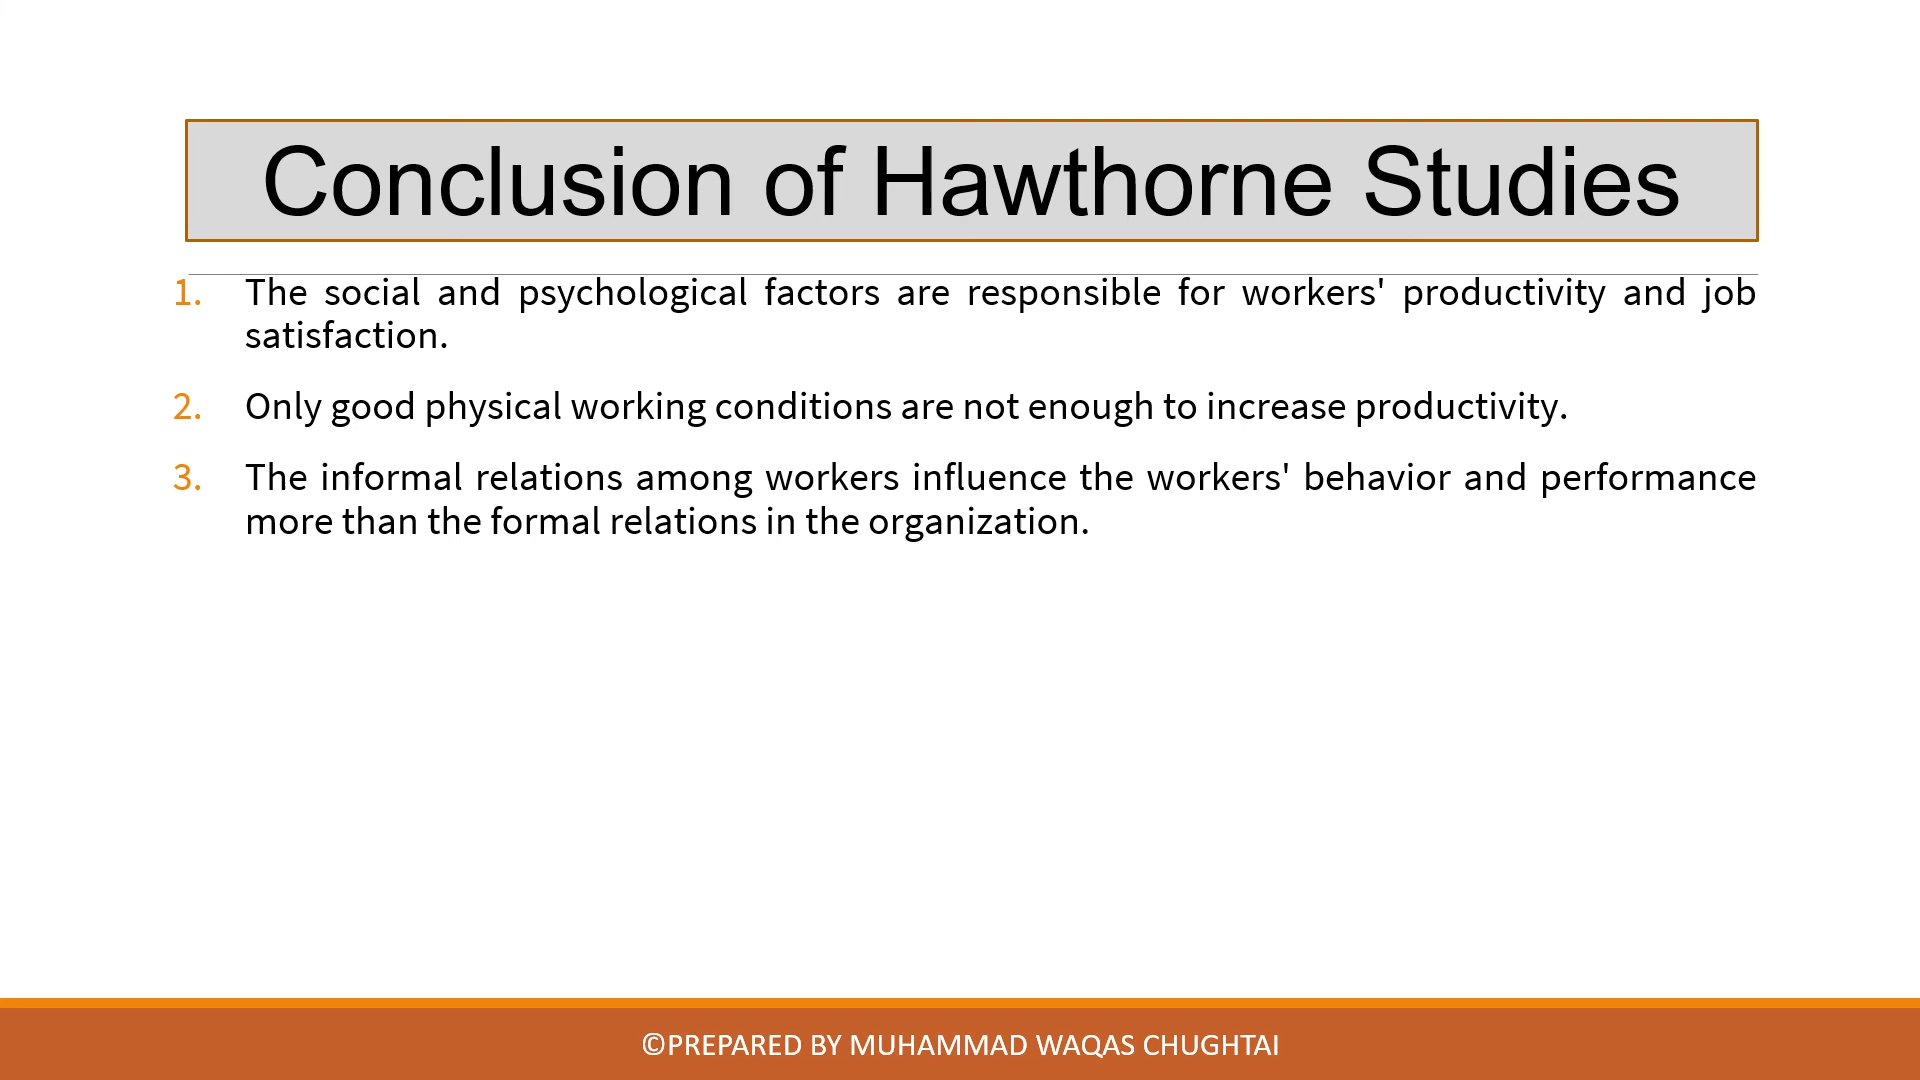 Conclusion of Hawthorne Studies
1. The social and psychological factors are responsible for workers' productivity and job
satisfaction.
2. Only good physical working conditions are not enough to increase productivity.
3. The informal relations among workers influence the workers' behavior and performance
more than the formal relations in the organization.
©PREPARED BY MUHAMMAD WAQAS CHUGHTAI